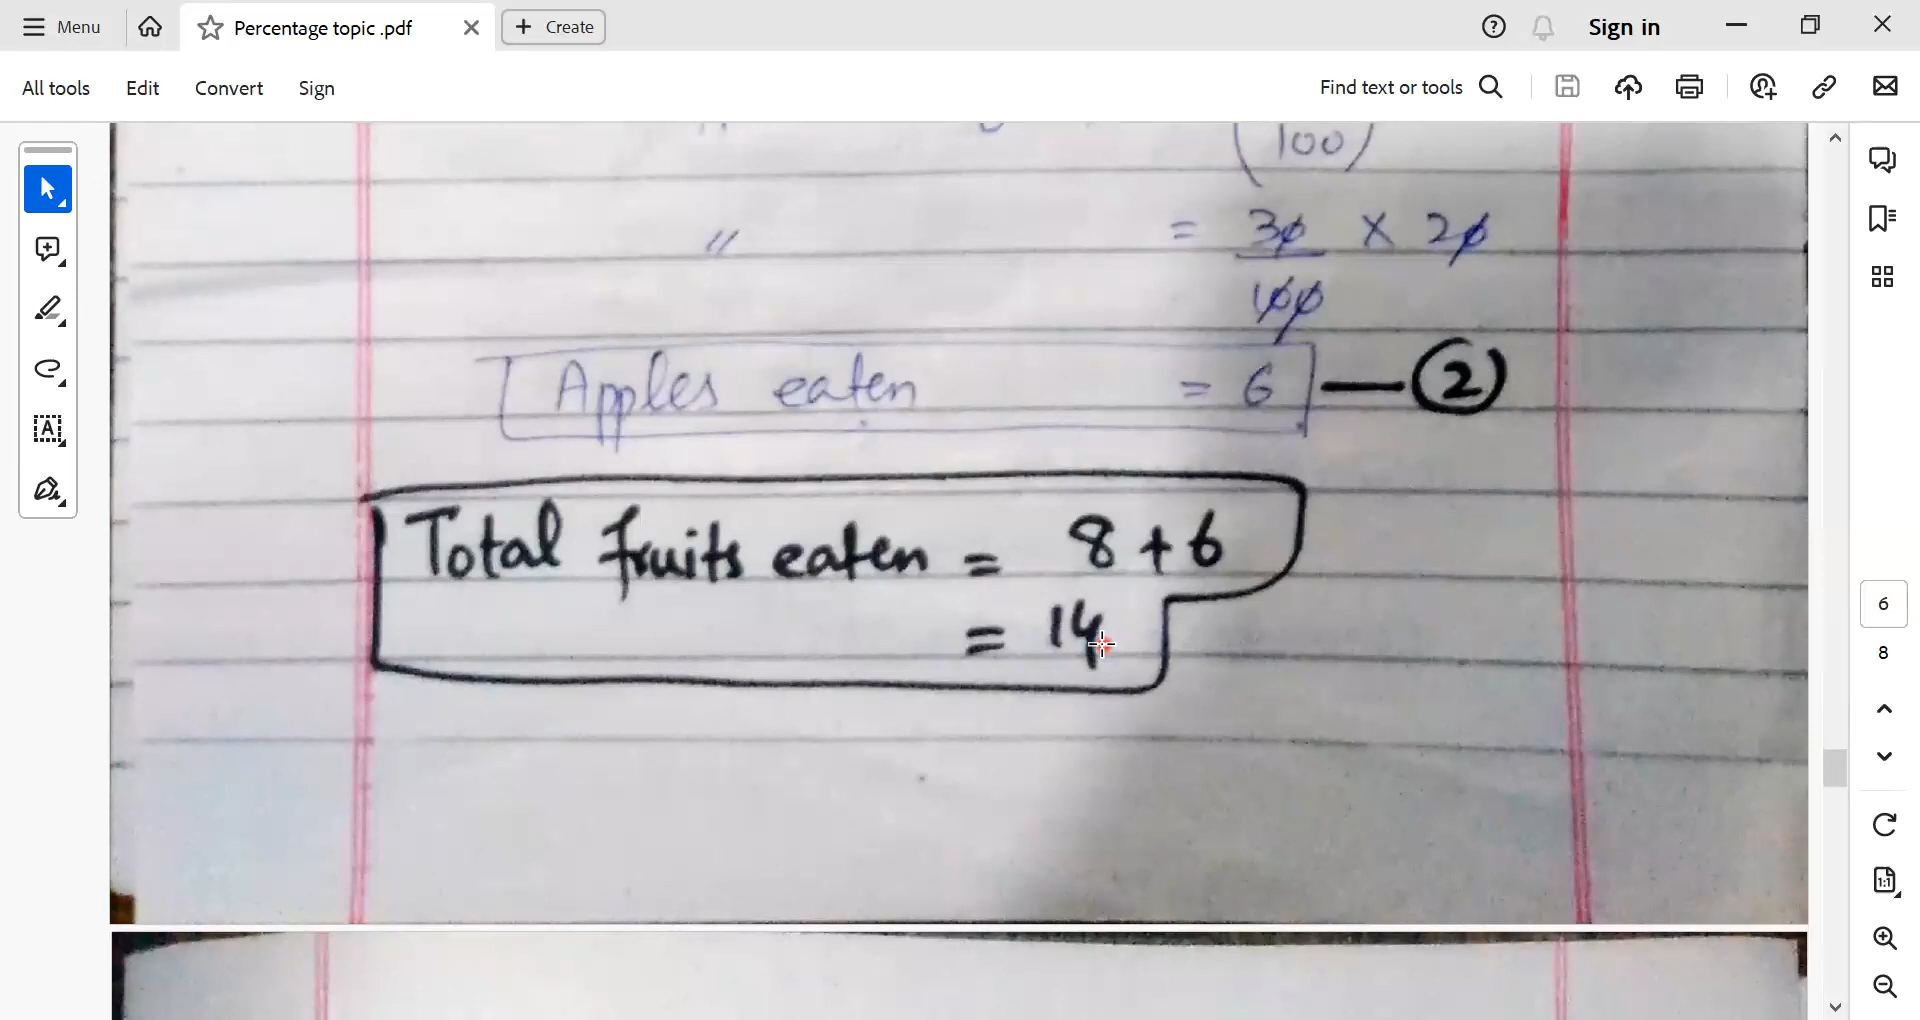 Menu
Percentage topic .pdf
Create
Sign in
All tools
Edit
Convert
Sign
Find text or tools
100
〃 = 30 × 20
100
Apples eaten = 6 — 2
Total fruits eaten = 8 + 6
= 14
6
8